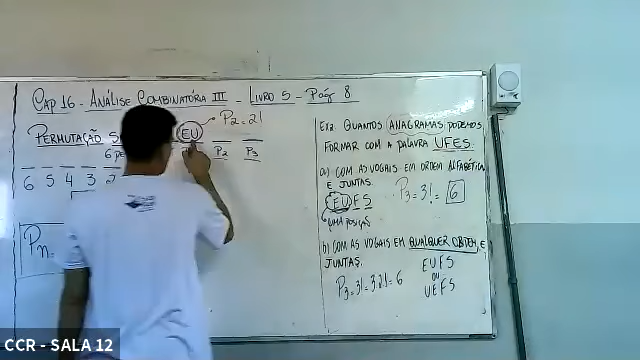 CAP 16 - ANÁLISE COMBINATÓRIA III - LIVRO 5 - PÁG 8
PERMUTAÇÃO S
EU
P2 = 2!
6 PE
P2 P3
6 5 4 3 2
Pn =
EX2. QUANTOS ANAGRAMAS PODEMOS
FORMAR COM A PALAVRA UFES.
a) COM AS VOGAIS EM ORDEM ALFABÉTICA
E JUNTAS.
EU F S
P3 = 3! = 6
UMA POSIÇÃO
b) COM AS VOGAIS EM QUALQUER ORDEM, E
JUNTAS.
P3 = 3! = 3.2.1 = 6
EUFS
OU
UEFS
CCR - SALA 12